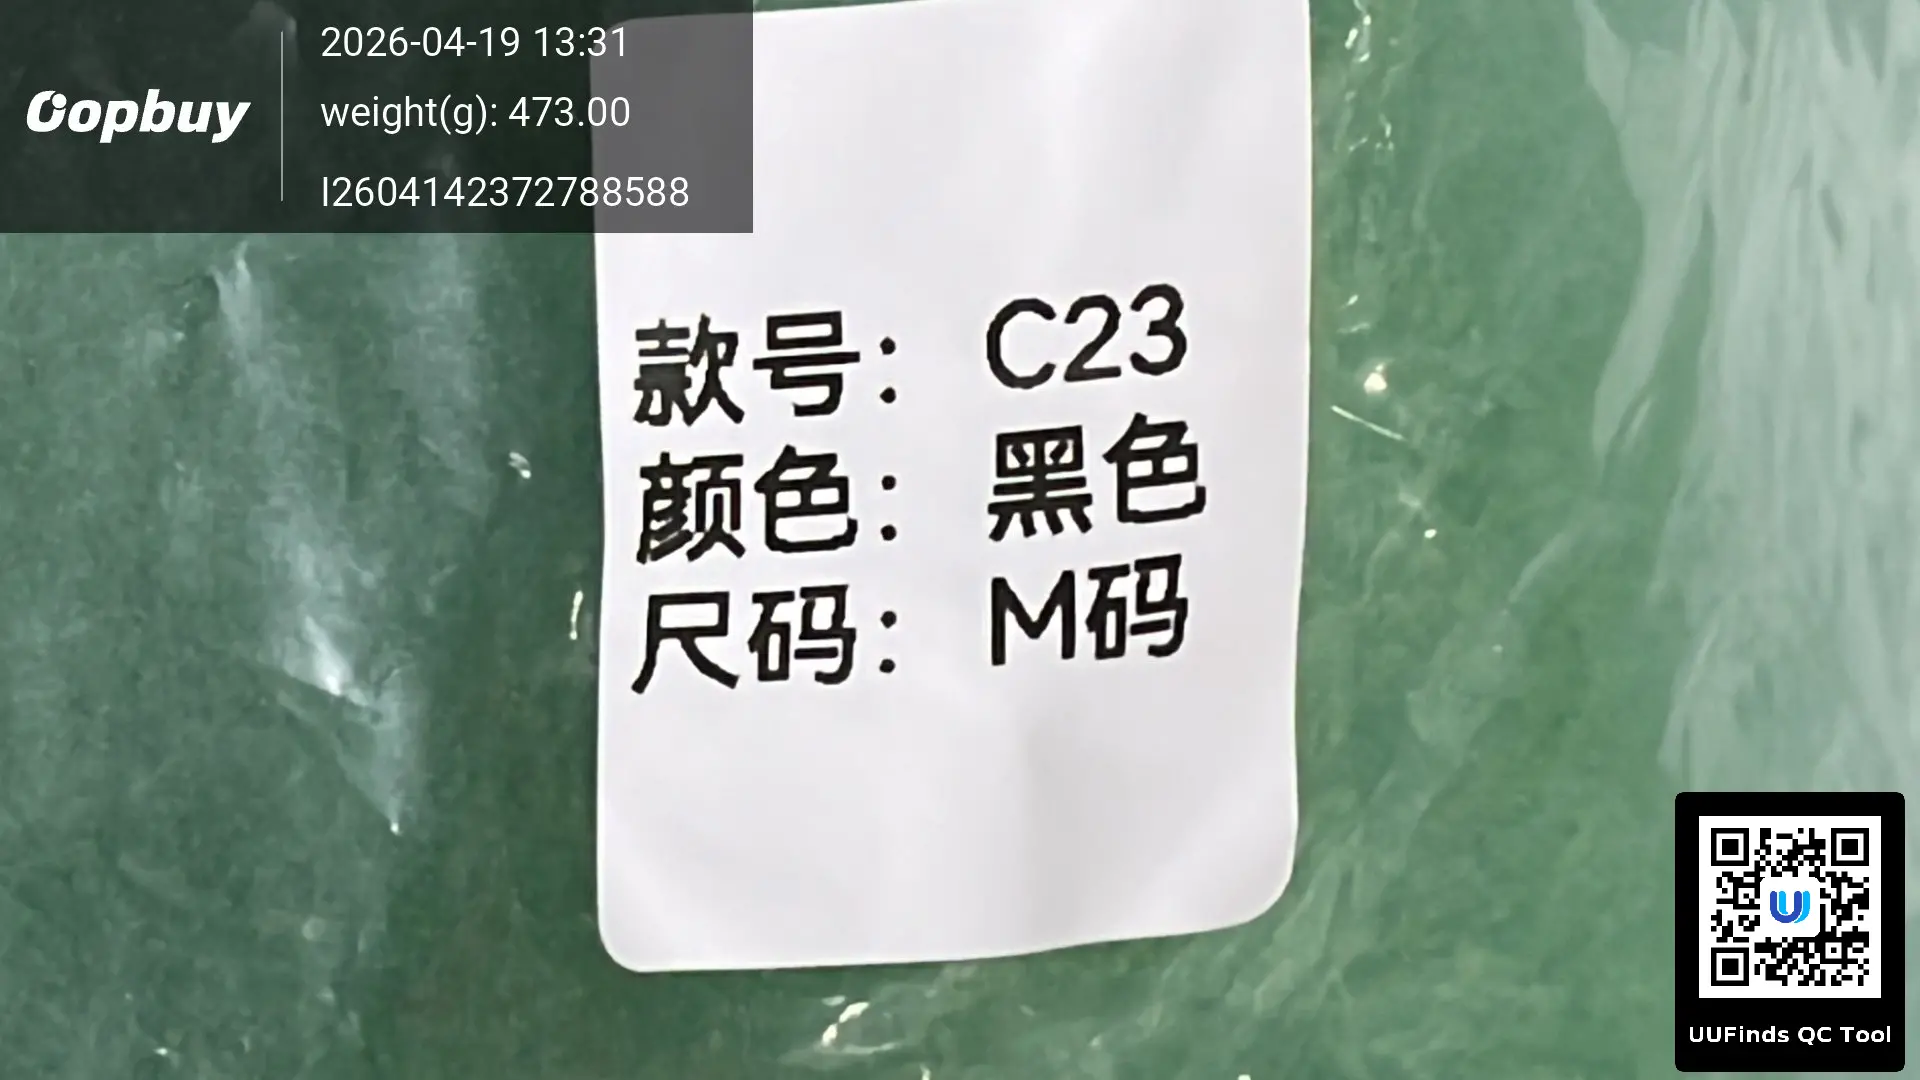 Oopbuy
2026-04-19 13:31
weight(g): 473.00
I2604142372788588
款号： C23
颜色： 黑色
尺码： M码
UUFinds QC Tool